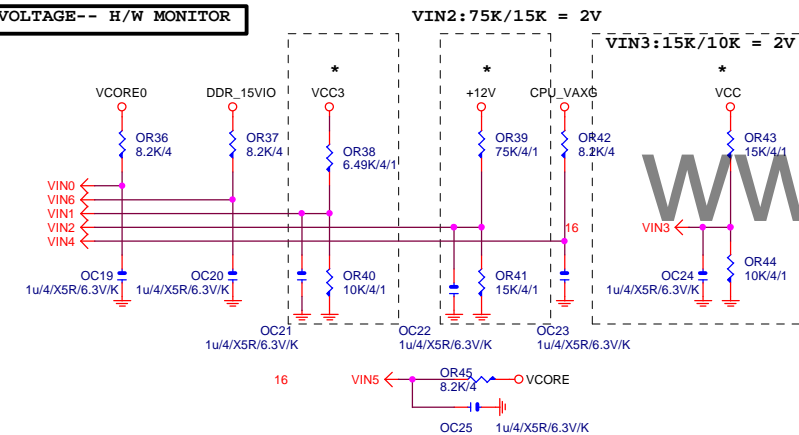 VOLTAGE-- H/W MONITOR
VIN2:75K/15K = 2V
VIN3:15K/10K = 2V
*
*
*
VCORE0
DDR_15VIO
VCC3
+12V
CPU_VAXG
VCC
OR36
8.2K/4
OR37
8.2K/4
OR38
6.49K/4/1
OR39
75K/4/1
OR42
8.2K/4
OR43
15K/4/1
WW
VIN0
VIN6
VIN1
VIN2
VIN4
16
VIN3
OC19
1u/4/X5R/6.3V/K
OC20
1u/4/X5R/6.3V/K
OR40
10K/4/1
OR41
15K/4/1
OC24
1u/4/X5R/6.3V/K
OR44
10K/4/1
OC21
1u/4/X5R/6.3V/K
OC22
1u/4/X5R/6.3V/K
OC23
1u/4/X5R/6.3V/K
16
VIN5
OR45
8.2K/4
VCORE
OC25
1u/4/X5R/6.3V/K